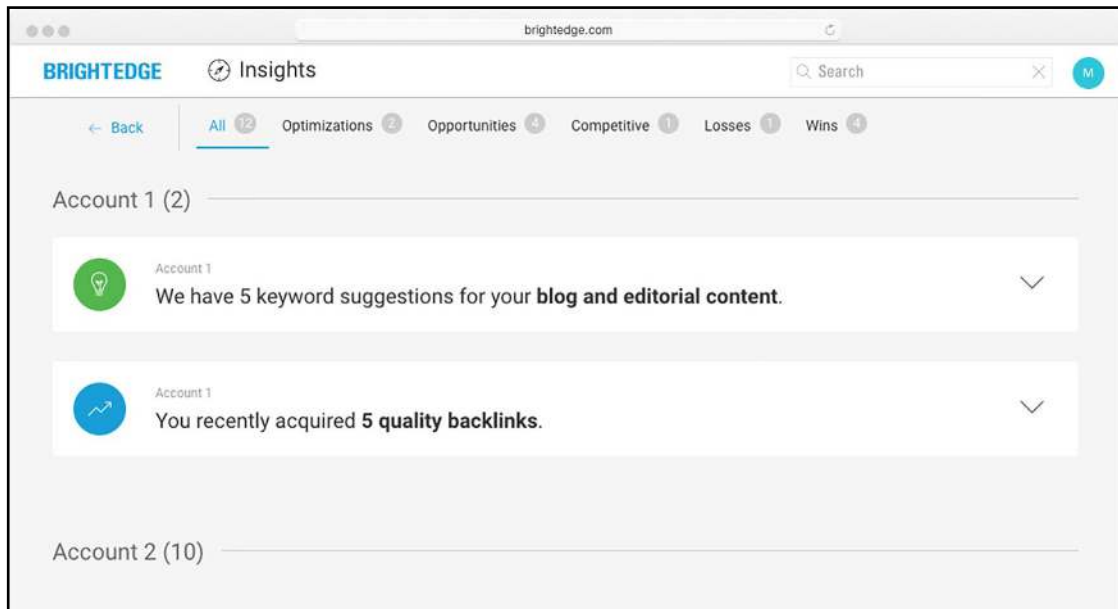 brightedge.com
BRIGHTEDGE Insights Search M
← Back All 12 Optimizations 2 Opportunities 4 Competitive 1 Losses 1 Wins 4
Account 1 (2)
Account 1
We have 5 keyword suggestions for your blog and editorial content.
Account 1
You recently acquired 5 quality backlinks.
Account 2 (10)